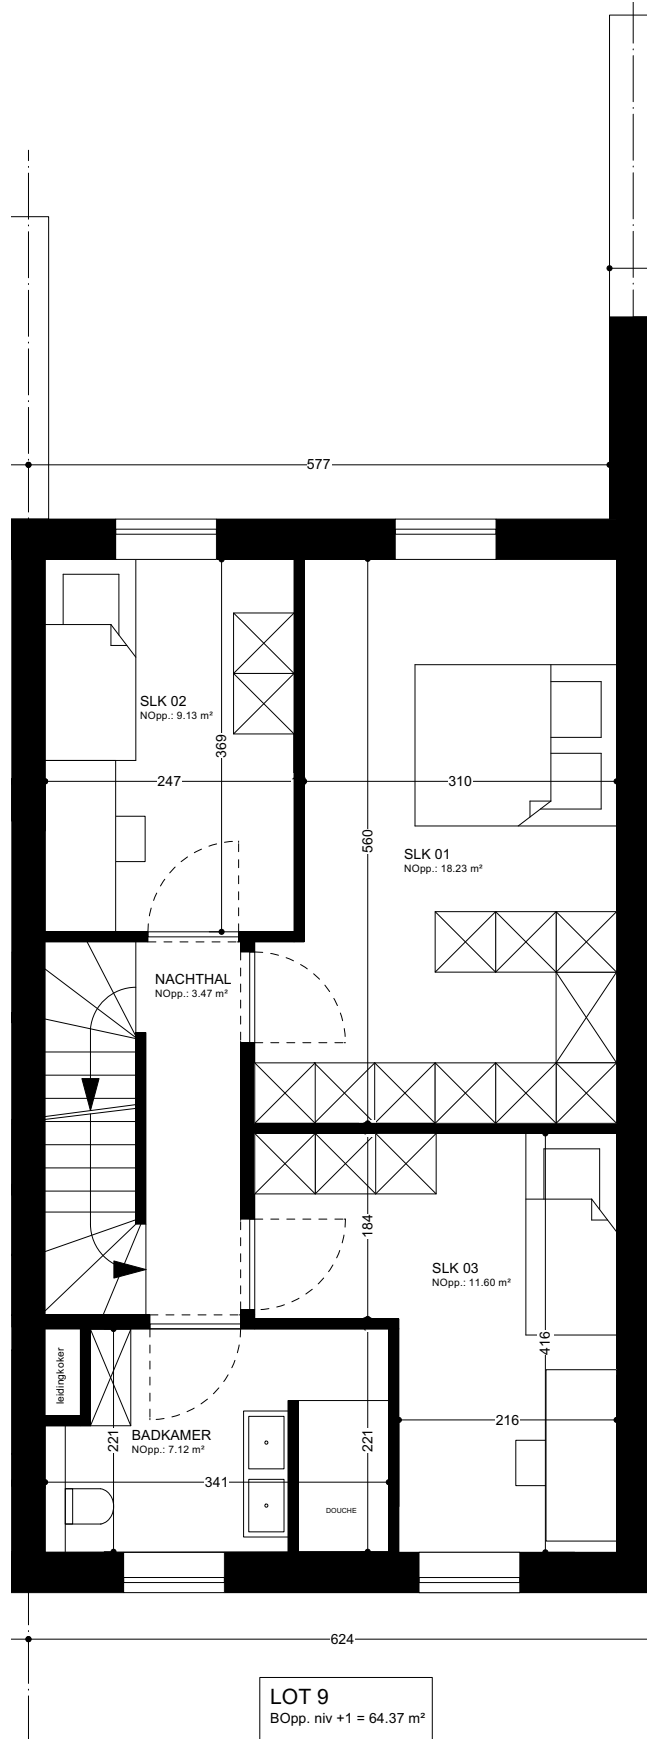 577
SLK 02
NOpp.: 9.13 m²
369
247
310
560
SLK 01
NOpp.: 18.23 m²
NACHTHAL
NOpp.: 3.47 m²
184
SLK 03
NOpp.: 11.60 m²
416
leidingkoker
216
BADKAMER
NOpp.: 7.12 m²
221
221
341
DOUCHE
624
LOT 9
BOpp. niv +1 = 64.37 m²